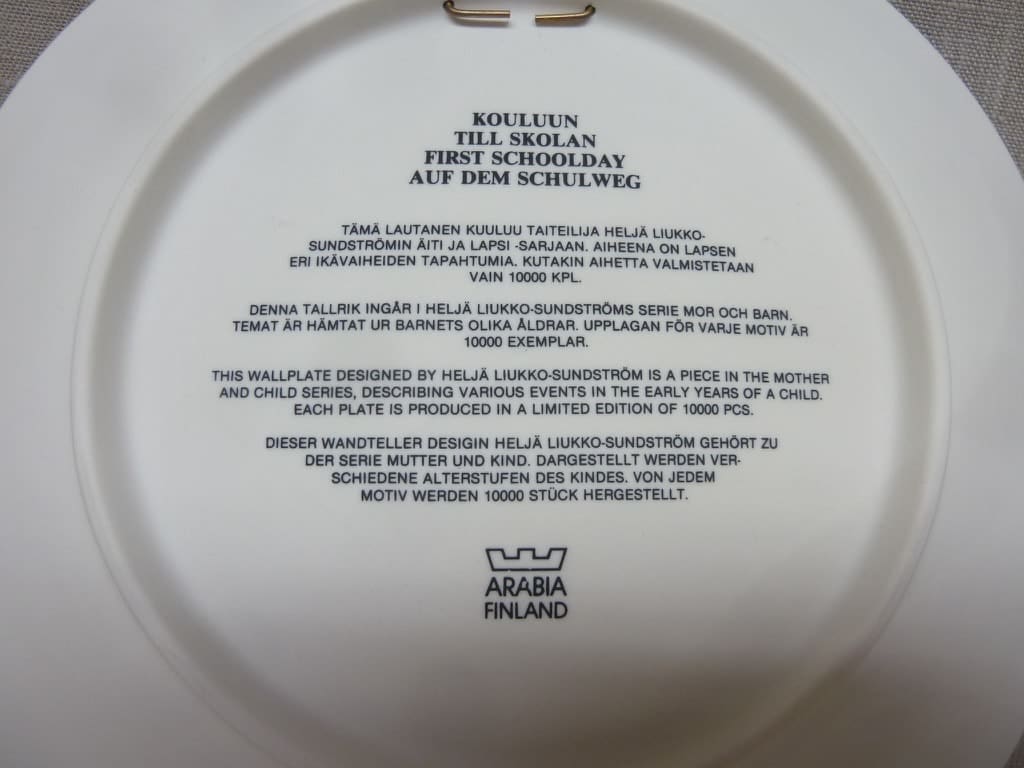 KOULUUN
TILL SKOLAN
FIRST SCHOOLDAY
AUF DEM SCHULWEG
TÄMÄ LAUTANEN KUULUU TAITEILIJA HELJÄ LIUKKO-
SUNDSTRÖMIN ÄITI JA LAPSI -SARJAAN. AIHEENA ON LAPSEN
ERI IKÄVAIHEIDEN TAPAHTUMIA. KUTAKIN AIHETTA VALMISTETAAN
VAIN 10000 KPL.
DENNA TALLRIK INGÅR I HELJÄ LIUKKO-SUNDSTRÖMS SERIE MOR OCH BARN.
TEMAT ÄR HÄMTAT UR BARNETS OLIKA ÅLDRAR. UPPLAGAN FÖR VARJE MOTIV ÄR
10000 EXEMPLAR.
THIS WALLPLATE DESIGNED BY HELJÄ LIUKKO-SUNDSTRÖM IS A PIECE IN THE MOTHER
AND CHILD SERIES, DESCRIBING VARIOUS EVENTS IN THE EARLY YEARS OF A CHILD.
EACH PLATE IS PRODUCED IN A LIMITED EDITION OF 10000 PCS.
DIESER WANDTELLER DESIGIN HELJÄ LIUKKO-SUNDSTRÖM GEHÖRT ZU
DER SERIE MUTTER UND KIND. DARGESTELLT WERDEN VER-
SCHIEDENE ALTERSTUFEN DES KINDES. VON JEDEM
MOTIV WERDEN 10000 STÜCK HERGESTELLT.
ARABIA
FINLAND